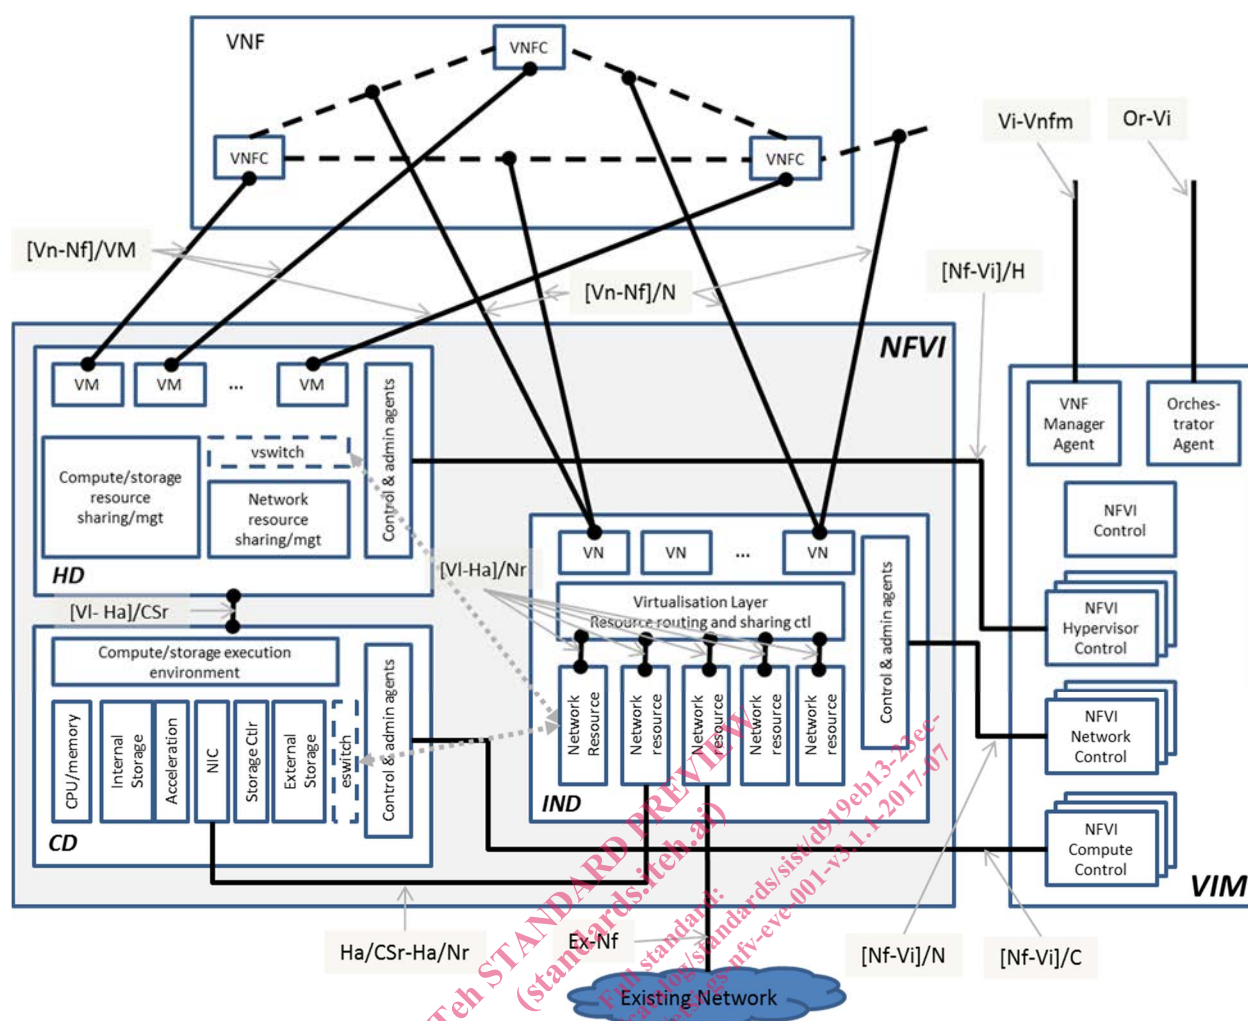 VNF
VNFC
VNFC
VNFC
Vi-Vnfm
Or-Vi
[Vn-Nf]/VM
[Vn-Nf]/N
[Nf-Vi]/H
NFVI
VM
VM
...
VM
Control & admin agents
vswitch
Compute/storage
resource
sharing/mgt
Network
resource
sharing/mgt
HD
[Vl- Ha]/CSr
[Vl-Ha]/Nr
Compute/storage execution
environment
CPU/memory
Internal
Storage
Acceleration
NIC
Storage Ctlr
External
Storage
eswitch
Control & admin agents
CD
VN
VN
...
VN
Virtualisation Layer
Resource routing and sharing ctl
Network
Resource
Network
resource
Network
resource
Network
resource
Network
resource
Control & admin agents
IND
VNF
Manager
Agent
Orches-
trator
Agent
NFVI
Control
NFVI
Hypervisor
Control
NFVI
Network
Control
NFVI
Compute
Control
VIM
Ha/CSr-Ha/Nr
Ex-Nf
[Nf-Vi]/N
[Nf-Vi]/C
Existing Network
iTeh STANDARD PREVIEW
(standards.iteh.ai)
Full standard: